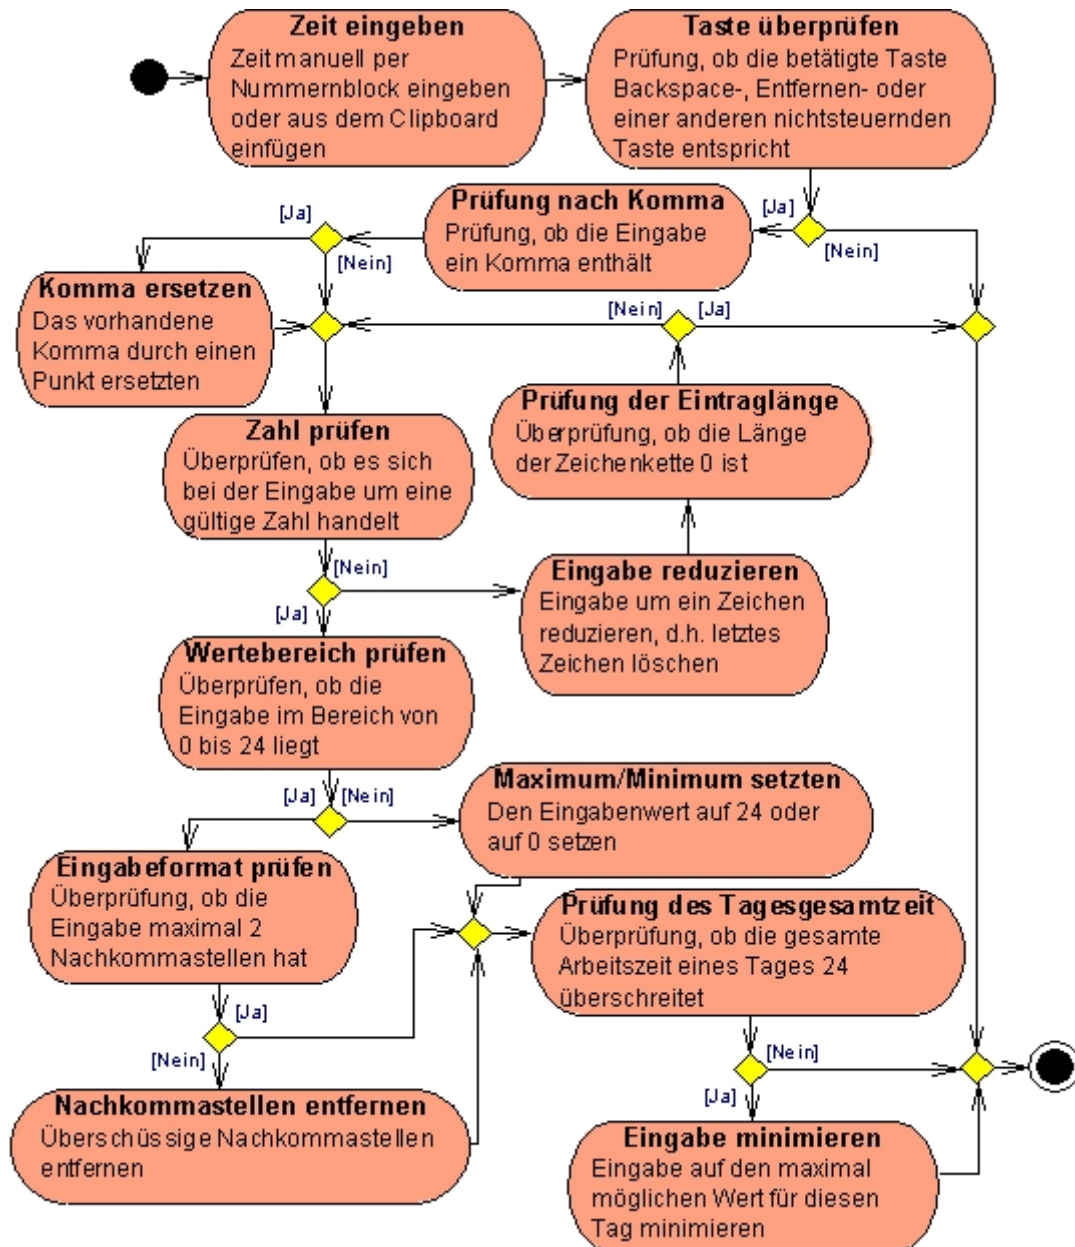 Zeit eingeben
Zeit manuell per
Nummernblock eingeben
oder aus dem Clipboard
einfügen
Taste überprüfen
Prüfung, ob die betätigte Taste
Backspace-, Entfernen- oder
einer anderen nichtsteuernden
Taste entspricht
[Ja]
[Nein]
Prüfung nach Komma
Prüfung, ob die Eingabe
ein Komma enthält
[Ja]
[Nein]
Komma ersetzen
Das vorhandene
Komma durch einen
Punkt ersetzten
[Nein]
[Ja]
Prüfung der Eintraglänge
Überprüfung, ob die Länge
der Zeichenkette 0 ist
Zahl prüfen
Überprüfen, ob es sich
bei der Eingabe um eine
gültige Zahl handelt
[Nein]
[Ja]
Eingabe reduzieren
Eingabe um ein Zeichen
reduzieren, d.h. letztes
Zeichen löschen
Wertebereich prüfen
Überprüfen, ob die
Eingabe im Bereich von
0 bis 24 liegt
[Ja]
[Nein]
Maximum/Minimum setzten
Den Eingabenwert auf 24 oder
auf 0 setzen
Eingabeformat prüfen
Überprüfung, ob die
Eingabe maximal 2
Nachkommastellen hat
Prüfung des Tagesgesamtzeit
Überprüfung, ob die gesamte
Arbeitszeit eines Tages 24
überschreitet
[Ja]
[Nein]
[Nein]
[Ja]
Nachkommastellen entfernen
Überschüssige Nachkommastellen
entfernen
Eingabe minimieren
Eingabe auf den maximal
möglichen Wert für diesen
Tag minimieren